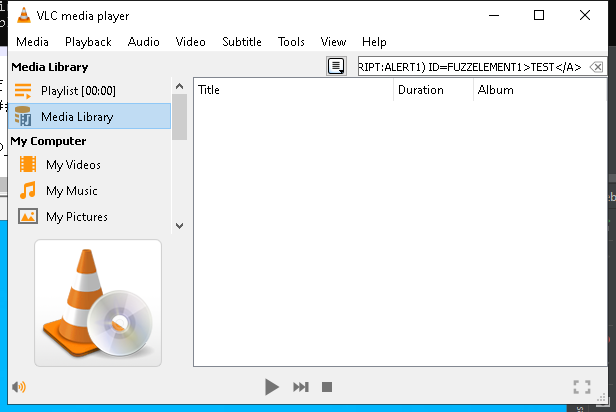 VLC media player
Media Playback Audio Video Subtitle Tools View Help
Media Library
RIPT:ALERT1) ID=FUZZELEMENT1>TEST</A>
Playlist [00:00]
Title Duration Album
Media Library
My Computer
My Videos
My Music
My Pictures